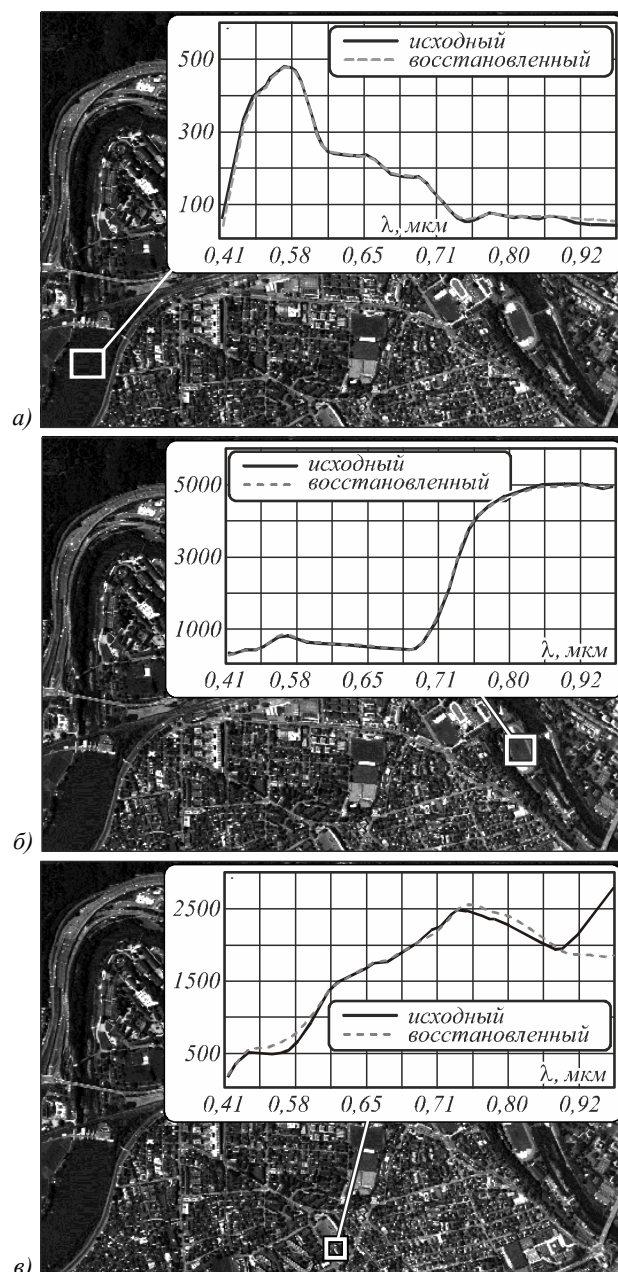 исходный
восстановленный
500
300
100
λ, мкм
0,41 0,58 0,65 0,71 0,80 0,92
а)
исходный
восстановленный
5000
3000
1000
λ, мкм
0,41 0,58 0,65 0,71 0,80 0,92
б)
2500
1500
исходный
восстановленный
500
λ, мкм
0,41 0,58 0,65 0,71 0,80 0,92
в)